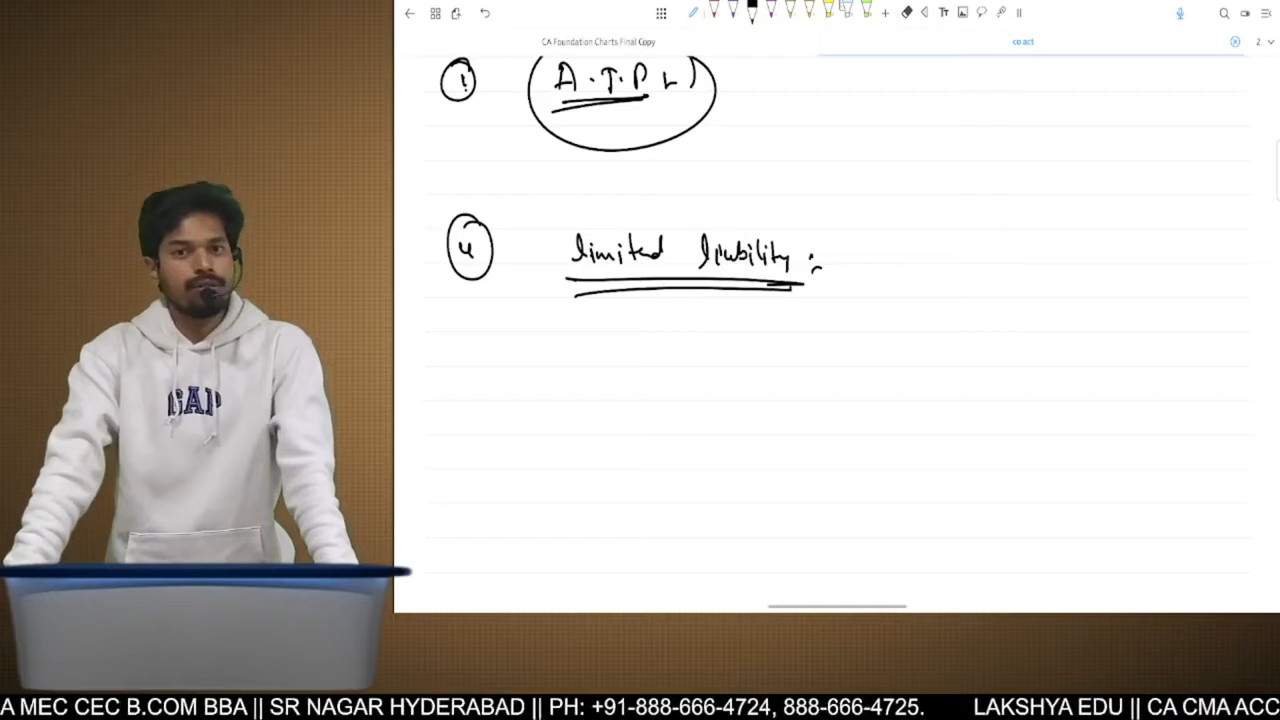 CA Foundation Charts Final Copy
co act
2
A.T.P L)
4
limited liability :-
GAP
A MEC CEC B.COM BBA || SR NAGAR HYDERABAD || PH: +91-888-666-4724, 888-666-4725. LAKSHYA EDU || CA CMA ACC